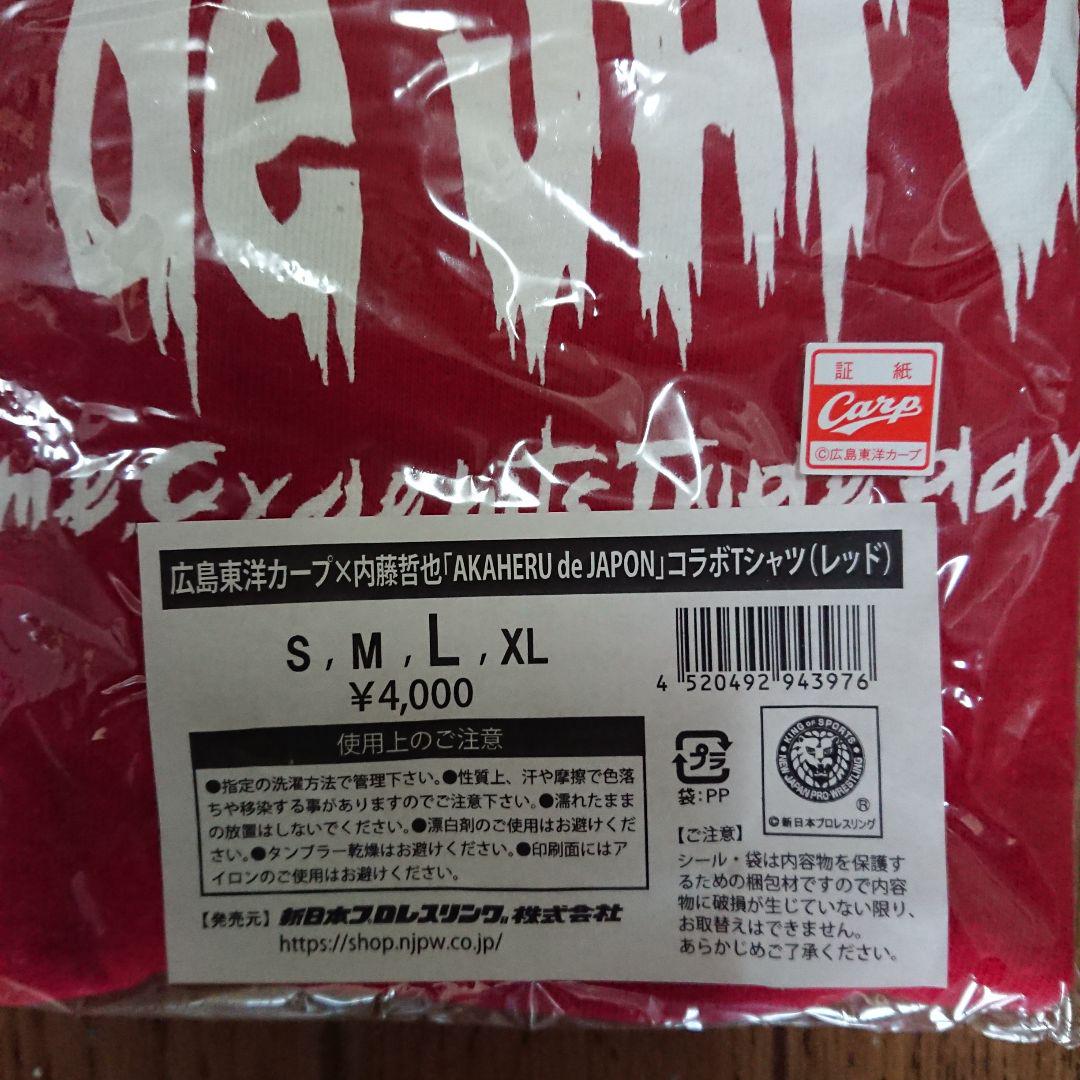 de JAPO
証 紙
Carp
©広島東洋カープ
広島東洋カープ×内藤哲也「AKAHERU de JAPON」コラボTシャツ（レッド）
S , M , L , XL
¥4,000
4 520492 943976
使用上のご注意
●指定の洗濯方法で管理下さい。●性質上、汗や摩擦で色落
ちや移染する事がありますのでご注意下さい。●濡れたまま
の放置はしないでください。●漂白剤のご使用はお避けくだ
さい。●タンブラー乾燥はお避けください。●印刷面にはア
イロンのご使用はお避けください。
【発売元】新日本プロレスリング株式会社
https://shop.njpw.co.jp/
プラ
袋:PP
KING OF SPORTS
NEW JAPAN PRO-WRESTLING
®
©新日本プロレスリング
【ご注意】
シール・袋は内容物を保護す
るための梱包材ですので内容
物に破損が生じていない限り、
お取替えはできません。
あらかじめご了承ください。